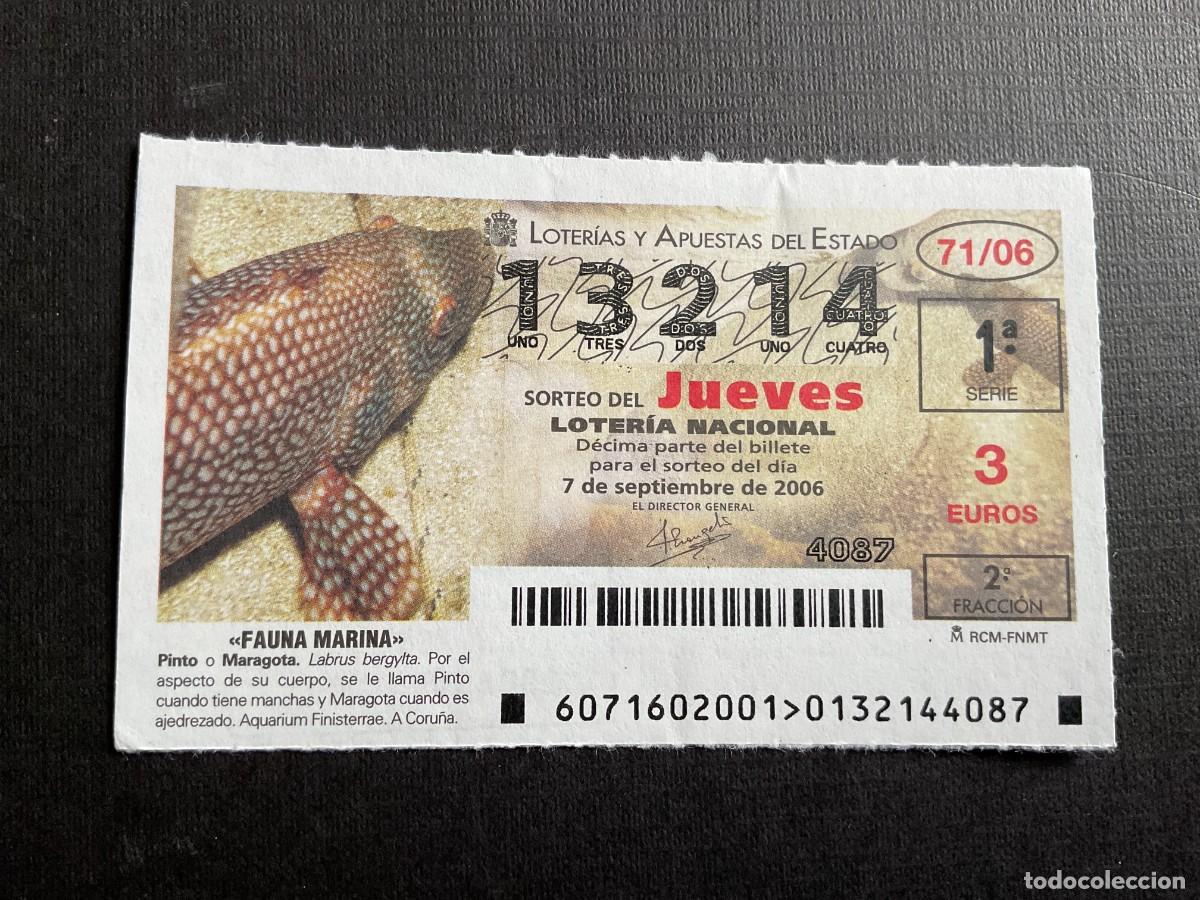 LOTERÍAS Y APUESTAS DEL ESTADO
71/06
13214
UNO TRES DOS UNO CUATRO
1ª
SERIE
SORTEO DEL Jueves
LOTERÍA NACIONAL
Décima parte del billete
para el sorteo del día
7 de septiembre de 2006
EL DIRECTOR GENERAL
3
EUROS
4087
2ª
FRACCIÓN
RCM-FNMT
«FAUNA MARINA»
Pinto o Maragota. Labrus bergylta. Por el
aspecto de su cuerpo, se le llama Pinto
cuando tiene manchas y Maragota cuando es
ajedrezado. Aquarium Finisterrae. A Coruña.
6071602001>0132144087
todocoleccion